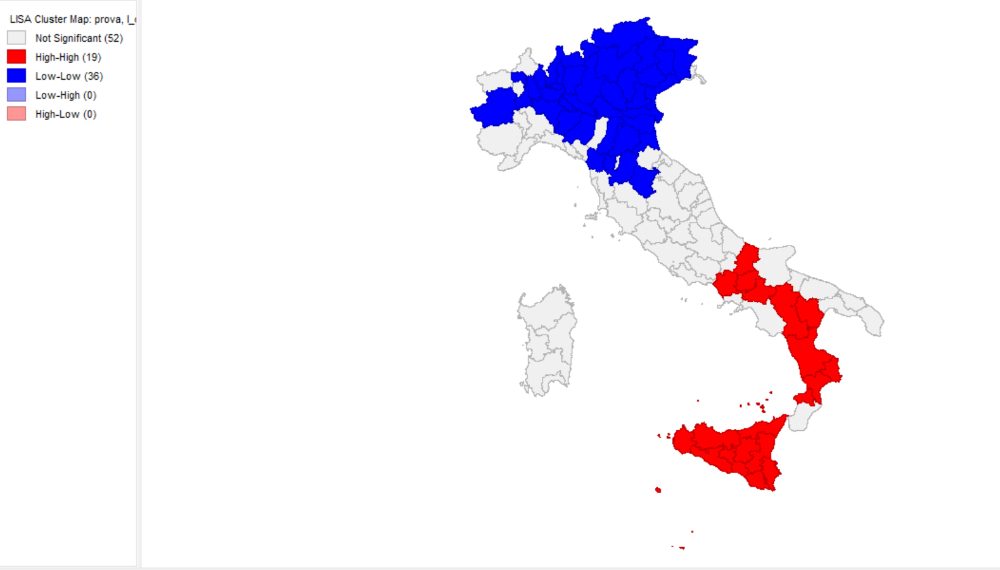 LISA Cluster Map: prova, I_
Not Significant (52)
High-High (19)
Low-Low (36)
Low-High (0)
High-Low (0)